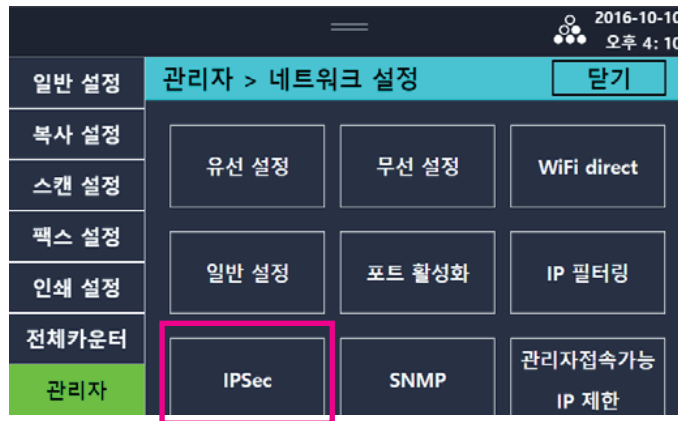 2016-10-10
오후 4: 10
일반 설정
복사 설정
스캔 설정
팩스 설정
인쇄 설정
전체카운터
관리자
관리자 > 네트워크 설정
닫기
유선 설정
무선 설정
WiFi direct
일반 설정
포트 활성화
IP 필터링
IPSec
SNMP
관리자접속가능
IP 제한